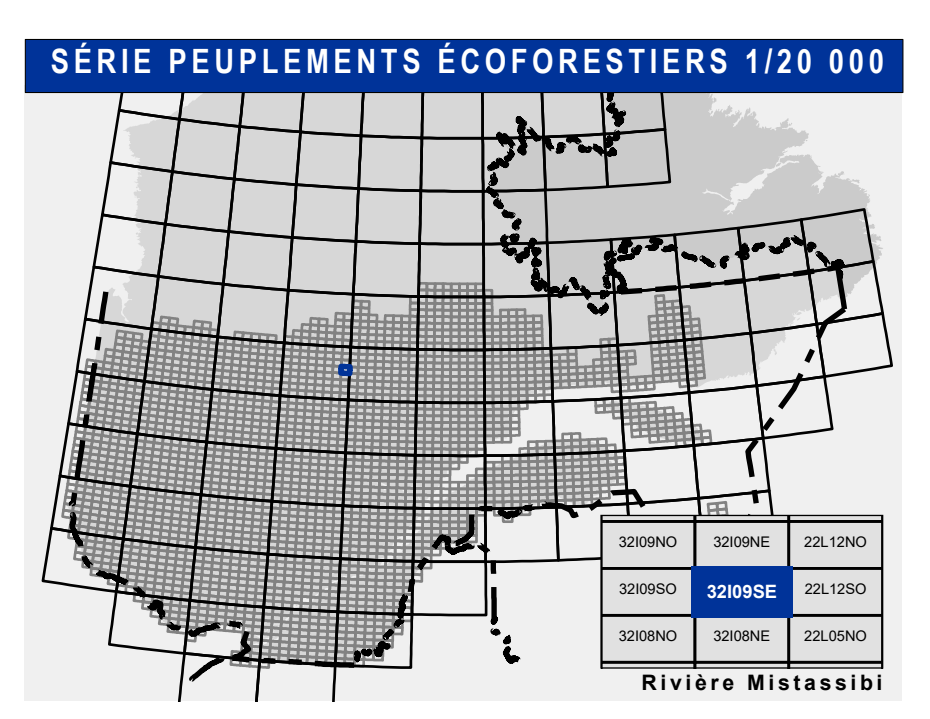 SÉRIE PEUPLEMENTS ÉCOFORESTIERS 1/20 000
32I09NO 32I09NE 22L12NO
32I09SO 32I09SE 22L12SO
32I08NO 32I08NE 22L05NO
Rivière Mistassibi